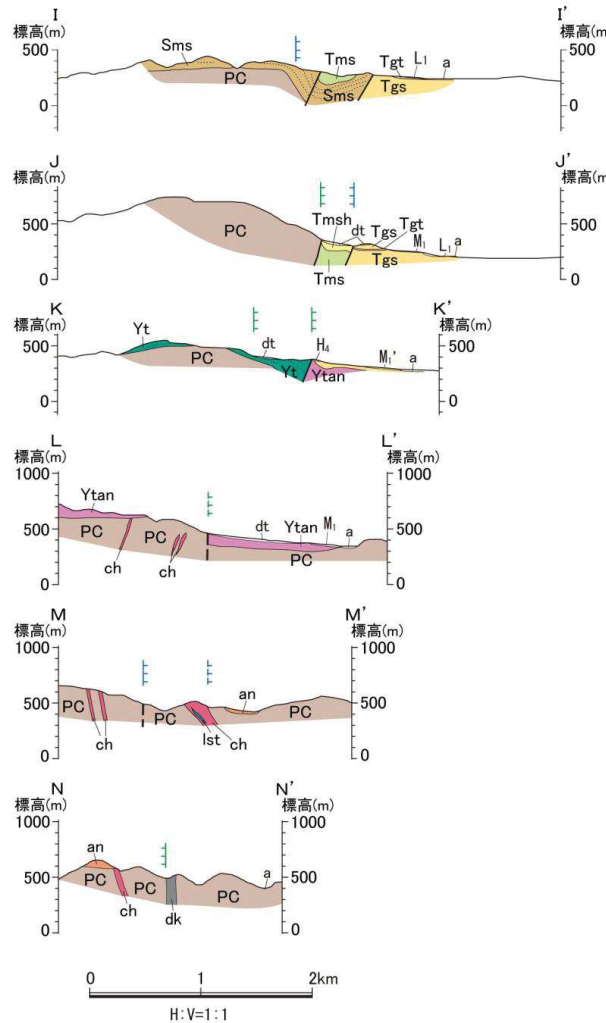 I I'
標高(m) 標高(m)
500 Sms Tms Tgt L1 a 500
PC Sms Tgs
0 0
J J'
標高(m) 標高(m)
500 PC Tmsh dt Tgs Tgt M1 L1 a 500
Tms Tgs
0 0
K K'
標高(m) 標高(m)
500 Yt dt H4 M1' a 500
PC Yt Ytan
0 0
L L'
標高(m) 標高(m)
1000 1000
Ytan
500 PC PC dt Ytan M1 a 500
ch ch PC
0 0
M M'
標高(m) 標高(m)
1000 1000
an
500 PC PC PC 500
ch lst ch
0 0
N N'
標高(m) 標高(m)
1000 1000
an a
500 PC PC PC 500
ch dk
0 0
0 1 2km
H:V=1:1